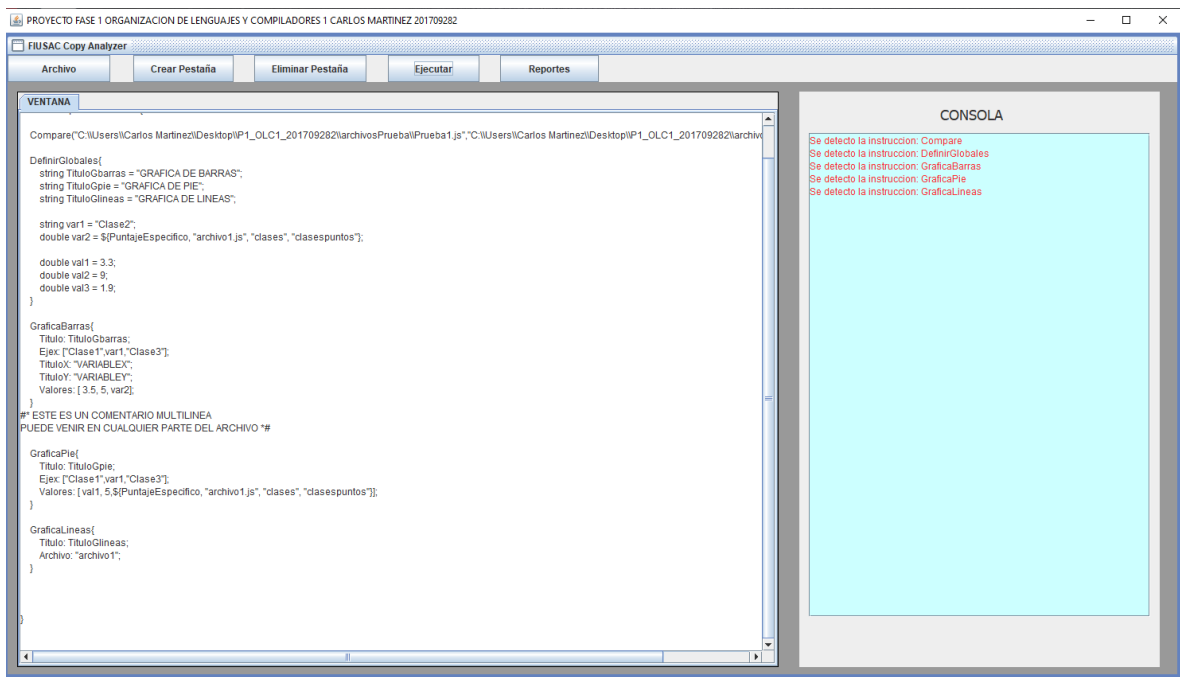 PROYECTO FASE 1 ORGANIZACION DE LENGUAJES Y COMPILADORES 1 CARLOS MARTINEZ 201709282
FIUSAC Copy Analyzer
Archivo Crear Pestaña Eliminar Pestaña Ejecutar Reportes
VENTANA
Compare("C:\\Users\\Carlos Martinez\\Desktop\\P1_OLC1_201709282\\archivosPrueba\\Prueba1.js","C:\\Users\\Carlos Martinez\\Desktop\\P1_OLC1_201709282\\archivo
DefinirGlobales{
string TituloGbarras = "GRAFICA DE BARRAS";
string TituloGpie = "GRAFICA DE PIE";
string TituloGlineas = "GRAFICA DE LINEAS";
string var1 = "Clase2";
double var2 = ${PuntajeEspecifico, "archivo1.js", "clases", "clasespuntos"};
double val1 = 3.3;
double val2 = 9;
double val3 = 1.9;
}
GraficaBarras{
Titulo: TituloGbarras;
Ejex: ["Clase1",var1,"Clase3"];
TituloX: "VARIABLEX";
TituloY: "VARIABLEY";
Valores: [ 3.5, 5, var2];
}
#* ESTE ES UN COMENTARIO MULTILINEA
PUEDE VENIR EN CUALQUIER PARTE DEL ARCHIVO *#
GraficaPie{
Titulo: TituloGpie;
Ejex: ["Clase1",var1,"Clase3"];
Valores: [ val1, 5,${PuntajeEspecifico, "archivo1.js", "clases", "clasespuntos"}];
}
GraficaLineas{
Titulo: TituloGlineas;
Archivo: "archivo1";
}
}
CONSOLA
Se detecto la instruccion: Compare
Se detecto la instruccion: DefinirGlobales
Se detecto la instruccion: GraficaBarras
Se detecto la instruccion: GraficaPie
Se detecto la instruccion: GraficaLineas